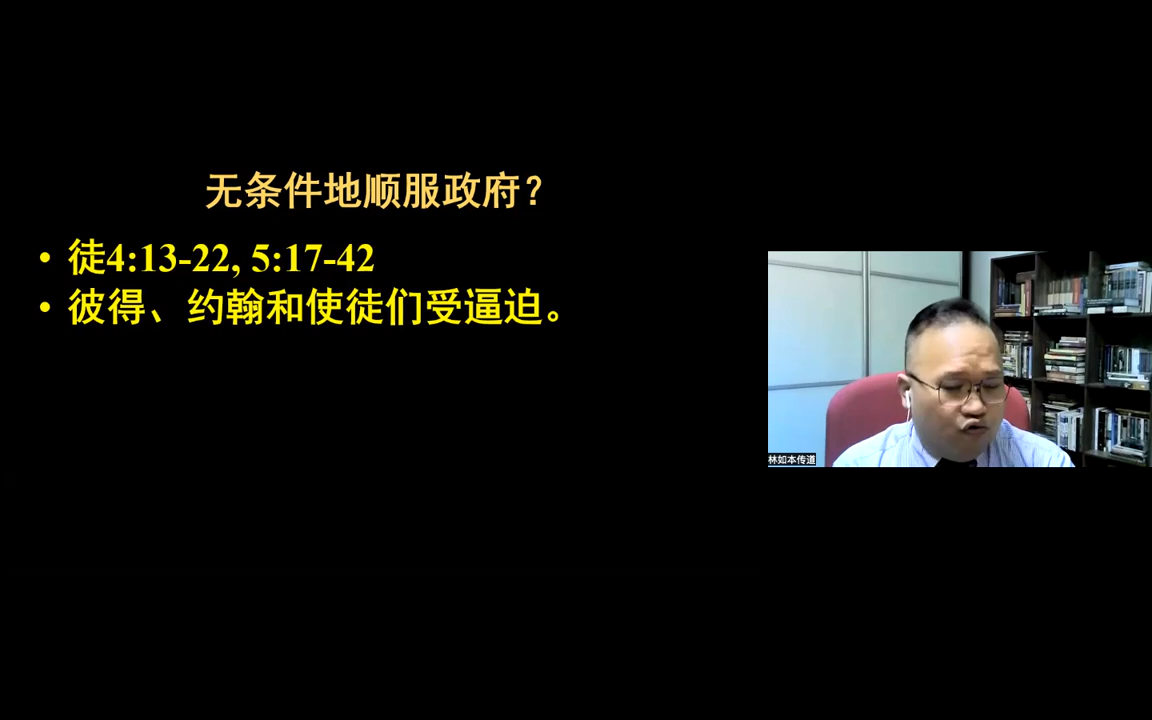 无条件地顺服政府？
• 徒4:13-22, 5:17-42
• 彼得、约翰和使徒们受逼迫。
林如本传道